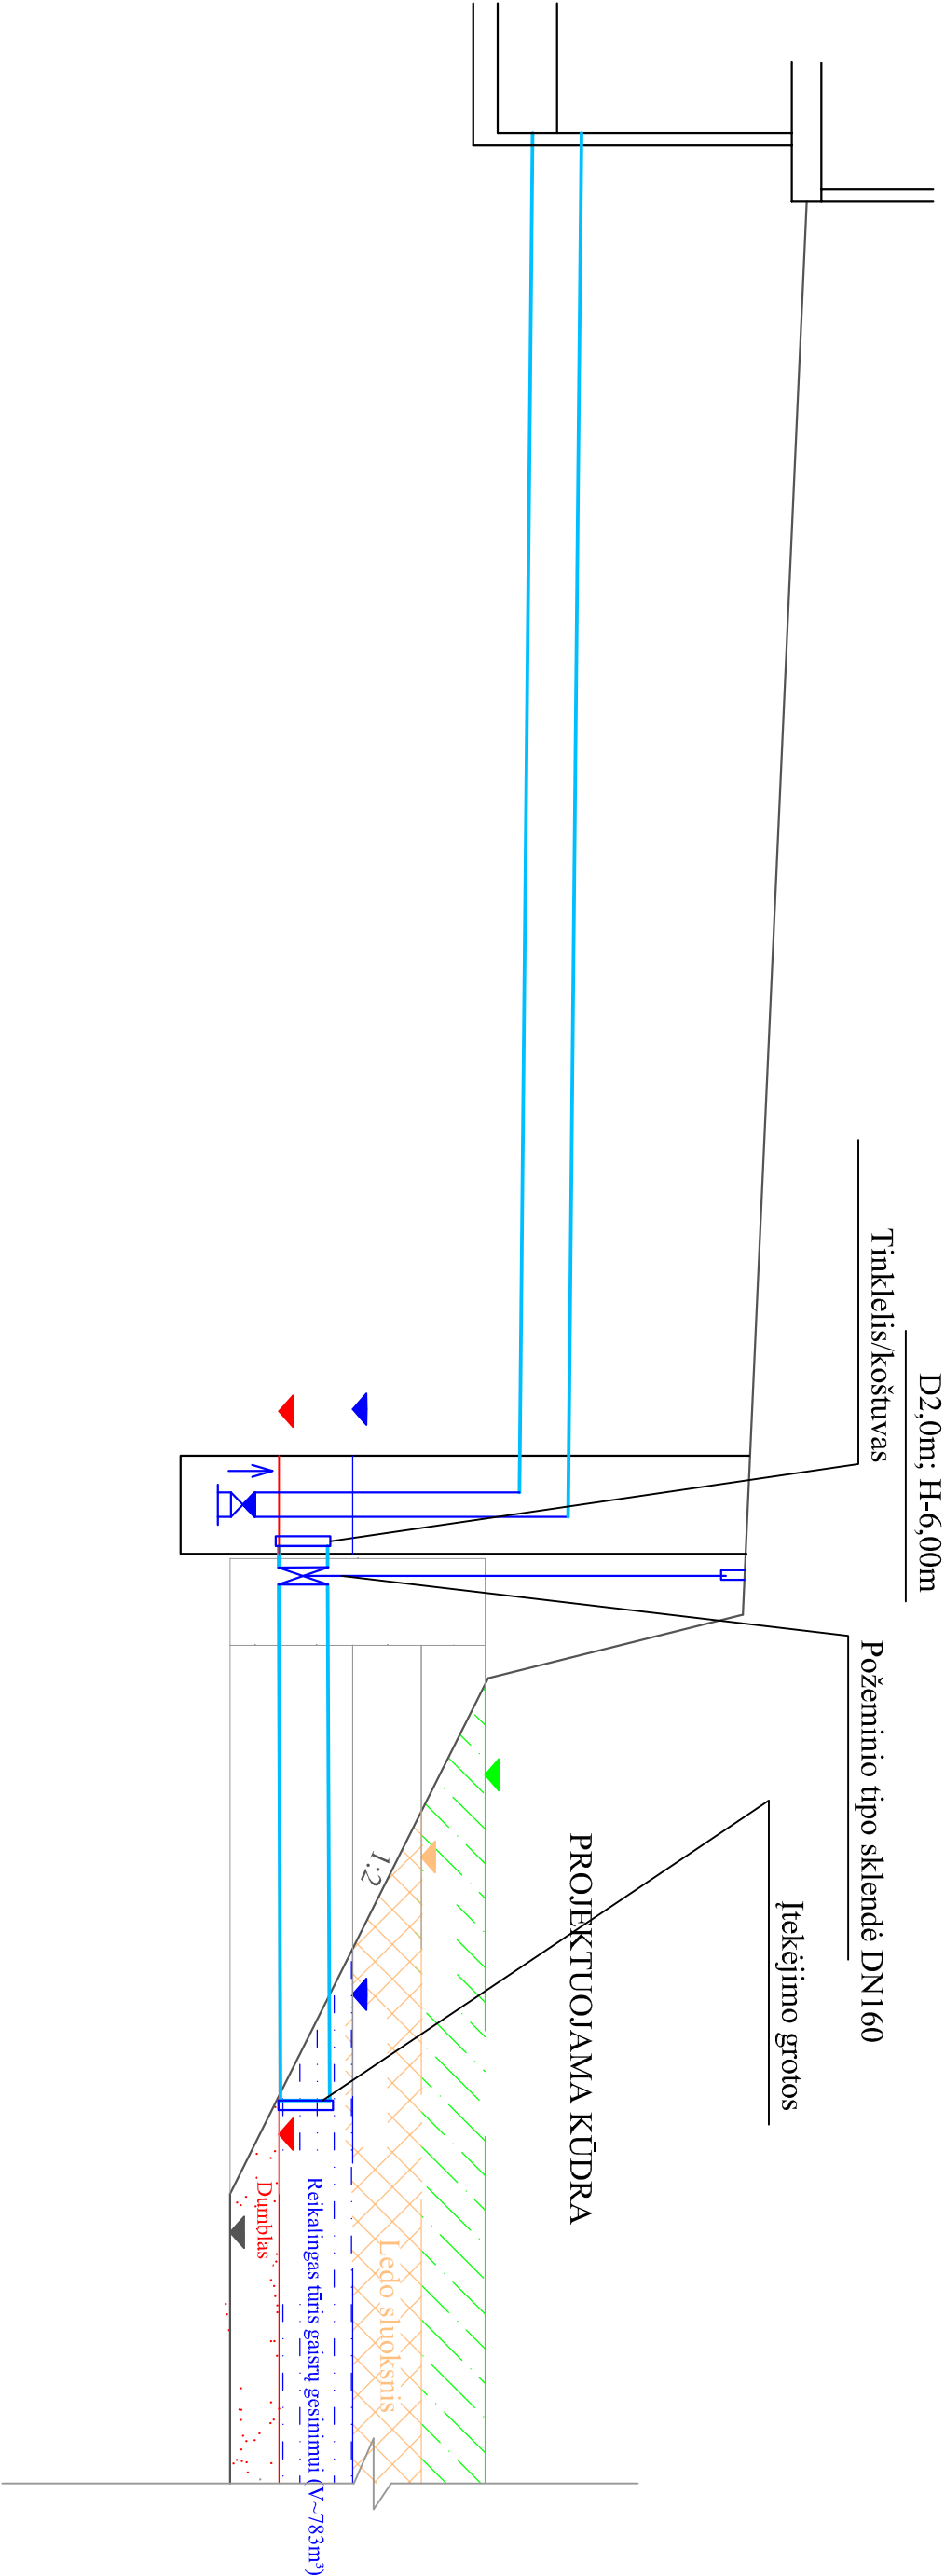 D2,0m; H-6,00m
Tinklelis/koštuvas
Požeminio tipo sklendė DN160
Įtekėjimo grotos
PROJEKTUOJAMA KŪDRA
1:2
Ledo sluoksnis
Reikalingas tūris gaisrų gesinimui (V~783m³)
Dumblas